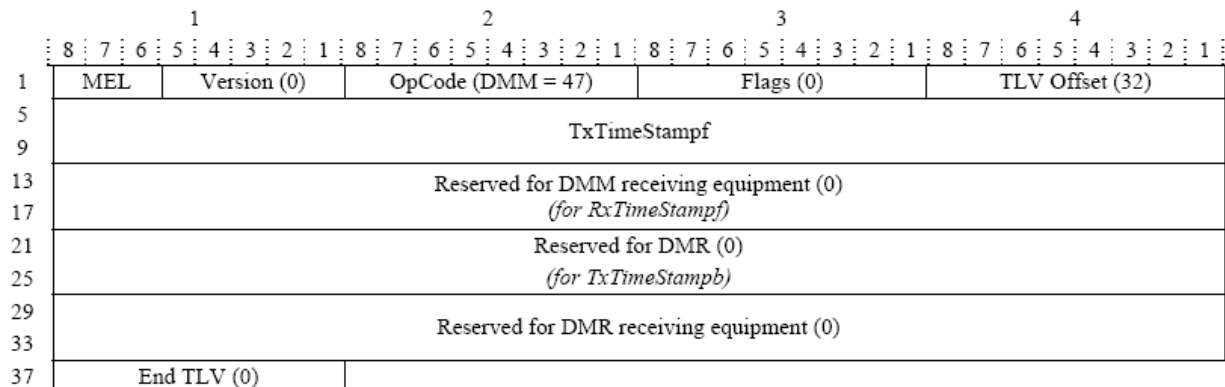 1 2 3 4
8 7 6 5 4 3 2 1 8 7 6 5 4 3 2 1 8 7 6 5 4 3 2 1 8 7 6 5 4 3 2 1
1 MEL Version (0) OpCode (DMM = 47) Flags (0) TLV Offset (32)
5
TxTimeStampf
9
13 Reserved for DMM receiving equipment (0)
17 (for RxTimeStampf)
21 Reserved for DMR (0)
25 (for TxTimeStampb)
29
Reserved for DMR receiving equipment (0)
33
37 End TLV (0)